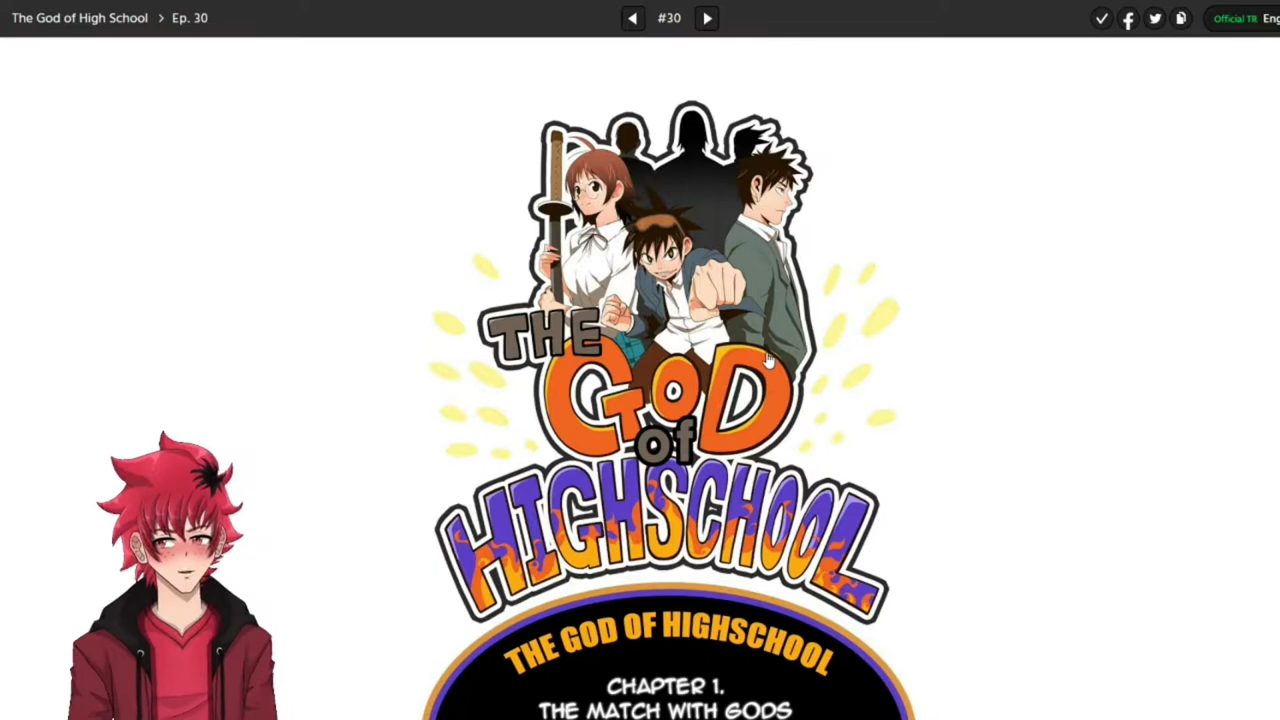 The God of High School > Ep. 30
#30
Official TR
Eng
THE
GOD
of
HIGHSCHOOL
THE GOD OF HIGHSCHOOL
CHAPTER 1.
THE MATCH WITH GODS